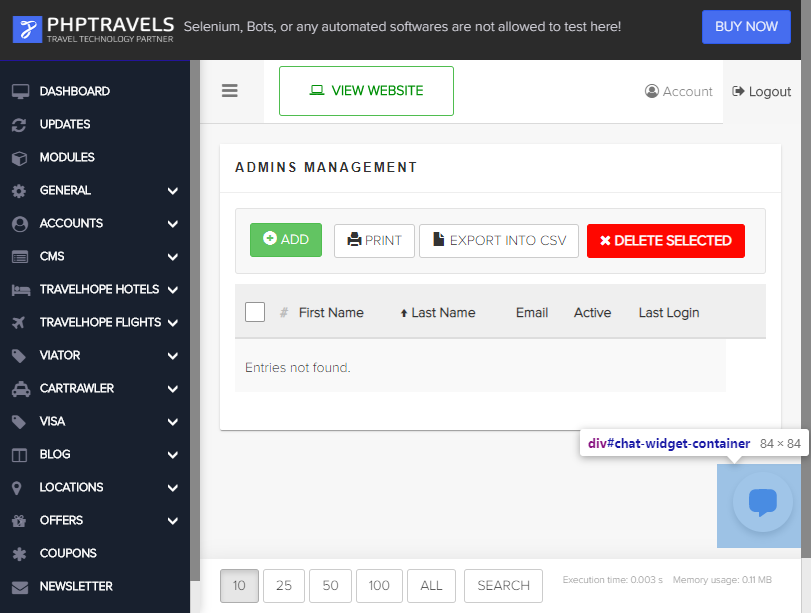 PHPTRAVELS
TRAVEL TECHNOLOGY PARTNER
Selenium, Bots, or any automated softwares are not allowed to test here!
BUY NOW
DASHBOARD
UPDATES
MODULES
GENERAL
ACCOUNTS
CMS
TRAVELHOPE HOTELS
TRAVELHOPE FLIGHTS
VIATOR
CARTRAWLER
VISA
BLOG
LOCATIONS
OFFERS
COUPONS
NEWSLETTER
VIEW WEBSITE
Account
Logout
ADMINS MANAGEMENT
ADD
PRINT
EXPORT INTO CSV
DELETE SELECTED
# First Name Last Name Email Active Last Login
Entries not found.
div#chat-widget-container 84 × 84
10 25 50 100 ALL SEARCH
Execution time: 0.003 s Memory usage: 0.11 MB